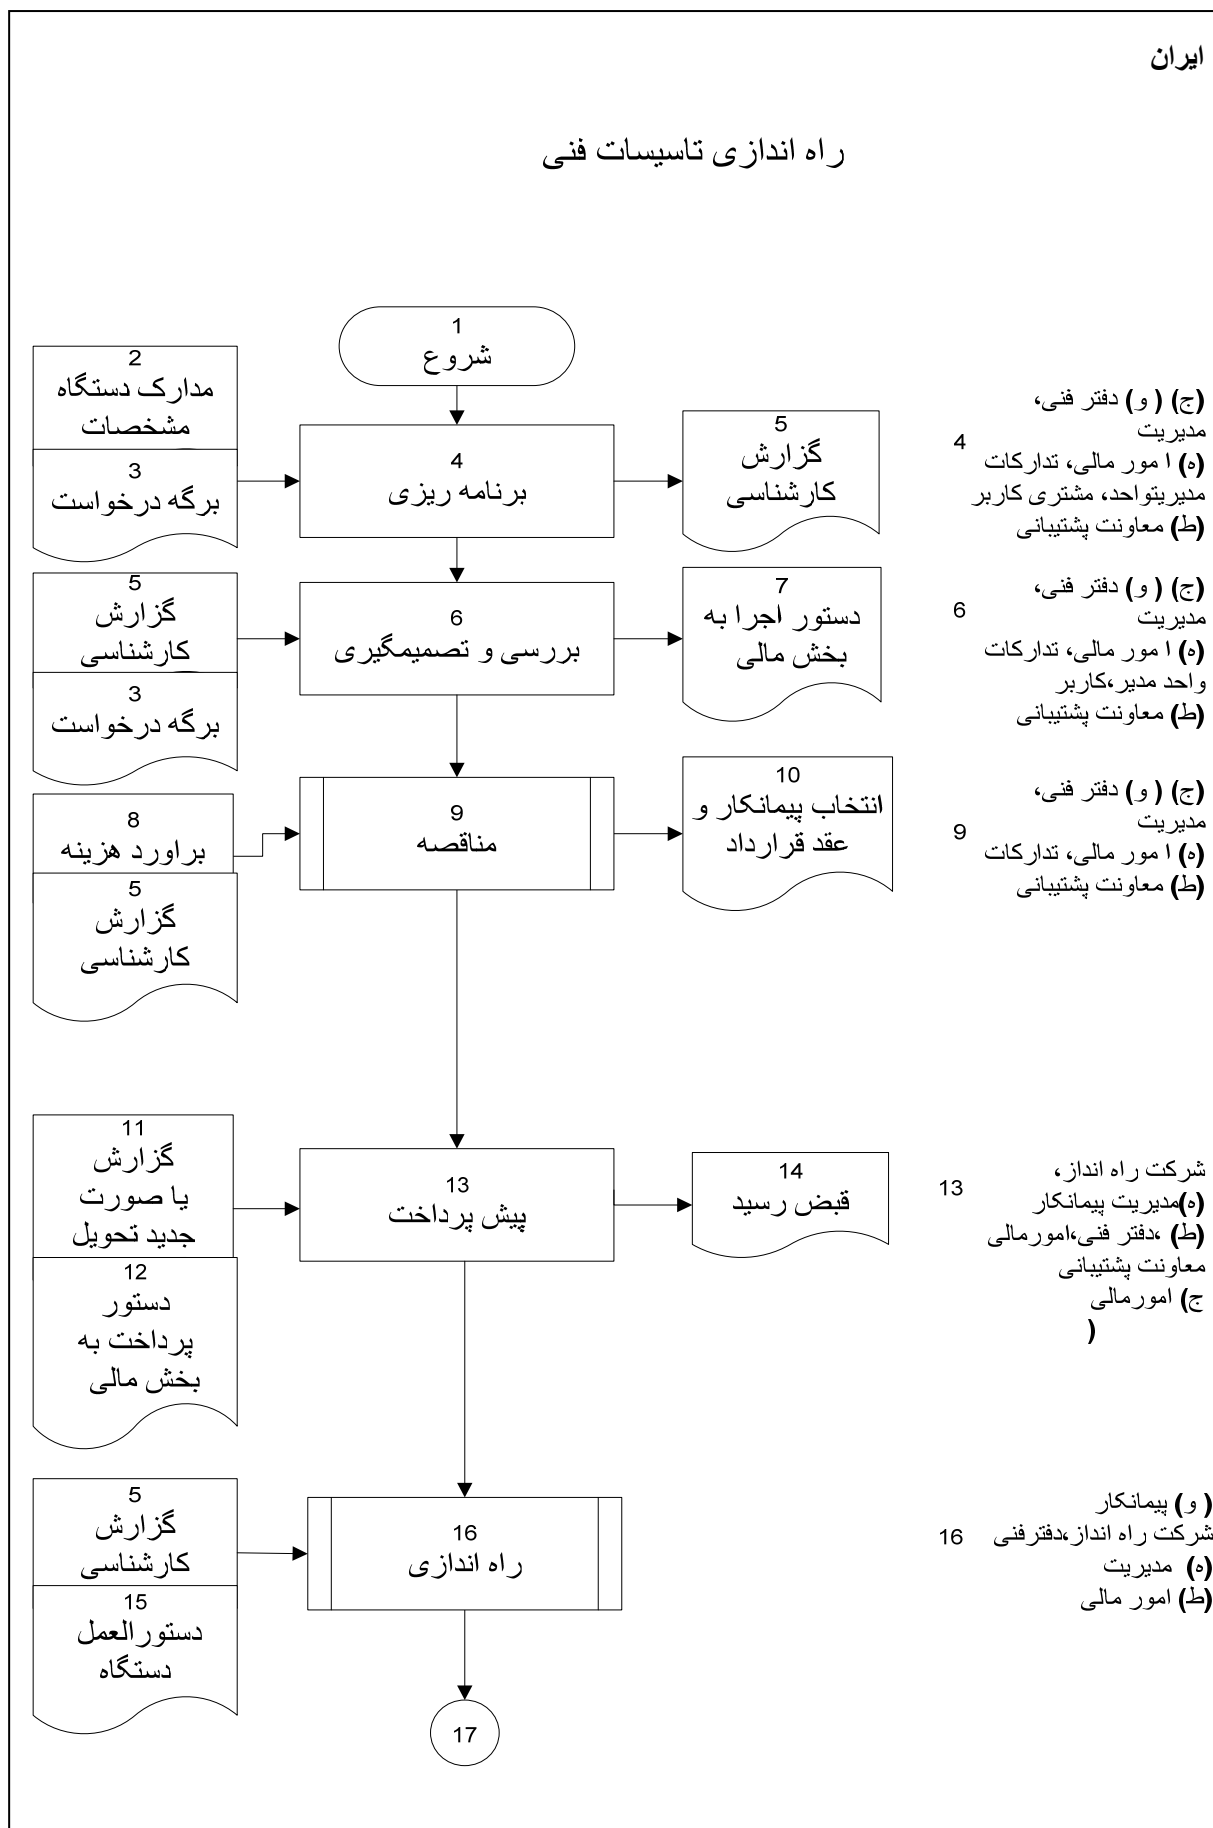 ایران
راه اندازی تاسیسات فنی
1
شروع
2
مدارک دستگاه
مشخصات
3
برگه درخواست
4
برنامه ریزی
5
گزارش
کارشناسی
4
(ج) ( و) دفتر فنی،
مدیریت
(ه) ا مور مالی، تدارکات
مدیریتواحد، مشتری کاربر
(ط) معاونت پشتیبانی
5
گزارش
کارشناسی
3
برگه درخواست
6
بررسی و تصمیمگیری
7
دستور اجرا به
بخش مالی
6
(ج) ( و) دفتر فنی،
مدیریت
(ه) ا مور مالی، تدارکات
واحد مدیر،کاربر
(ط) معاونت پشتیبانی
8
براورد هزینه
5
گزارش
کارشناسی
9
مناقصه
10
انتخاب پیمانکار و
عقد قرارداد
9
(ج) ( و) دفتر فنی،
مدیریت
(ه) ا مور مالی، تدارکات
(ط) معاونت پشتیبانی
11
گزارش
یا صورت
جدید تحویل
12
دستور
پرداخت به
بخش مالی
13
پیش پرداخت
14
قبض رسید
13
شرکت راه انداز،
(ه)مدیریت پیمانکار
(ط) ،دفتر فنی،امورمالی
معاونت پشتیبانی
ج) امورمالی
(
5
گزارش
کارشناسی
15
دستورالعمل
دستگاه
16
راه اندازی
16
( و) پیمانکار
شرکت راه انداز،دفترفنی
(ه) مدیریت
(ط) امور مالی
17